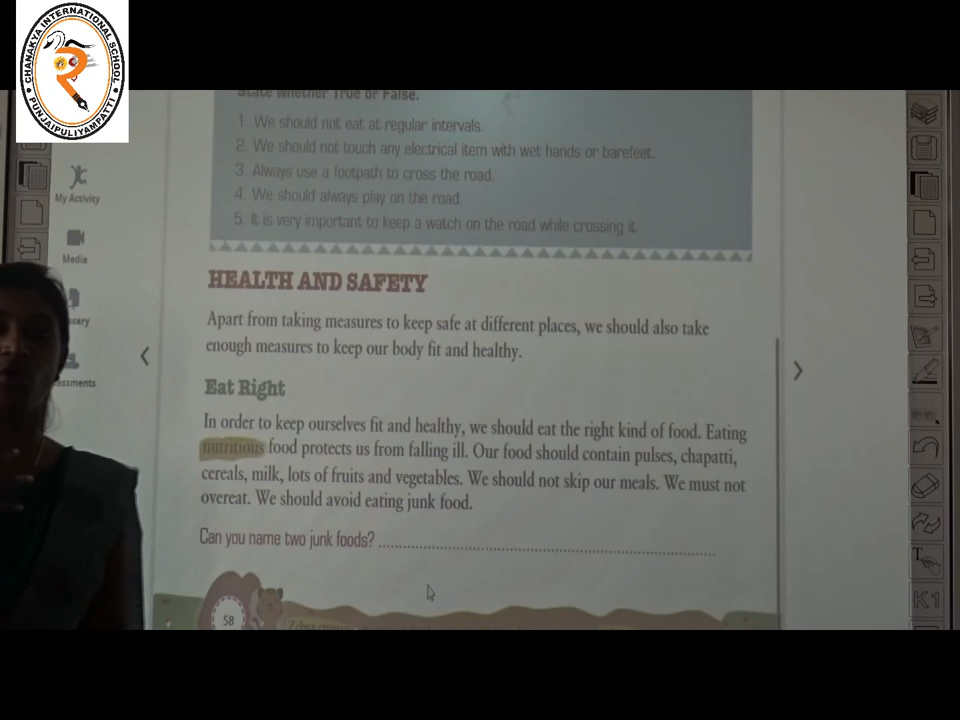 CHANAKYA INTERNATIONAL SCHOOL
PUNJAIPULIYAMPATTI
State whether True or False.
1. We should not eat at regular intervals.
2. We should not touch any electrical item with wet hands or barefeet.
3. Always use a footpath to cross the road.
4. We should always play on the road.
5. It is very important to keep a watch on the road while crossing it.
My Activity
Media
HEALTH AND SAFETY
Apart from taking measures to keep safe at different places, we should also take
enough measures to keep our body fit and healthy.
Eat Right
In order to keep ourselves fit and healthy, we should eat the right kind of food. Eating
nutritious food protects us from falling ill. Our food should contain pulses, chapatti,
cereals, milk, lots of fruits and vegetables. We should not skip our meals. We must not
overeat. We should avoid eating junk food.
Can you name two junk foods?
58
Zebra
T
K1